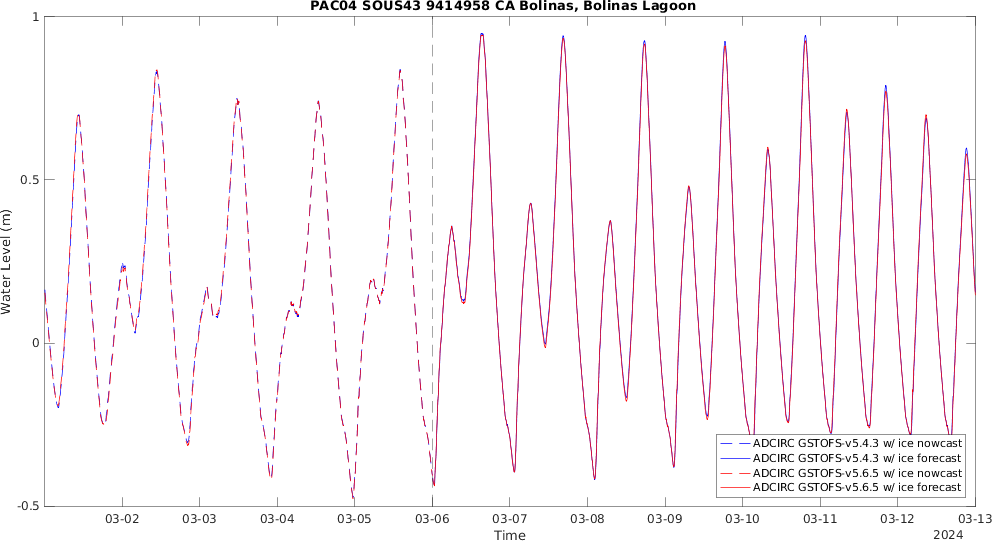 PAC04 SOUS43 9414958 CA Bolinas, Bolinas Lagoon
1
0.5
0
-0.5
Water Level (m)
03-02 03-03 03-04 03-05 03-06 03-07 03-08 03-09 03-10 03-11 03-12 03-13
Time
2024
ADCIRC GSTOFS-v5.4.3 w/ ice nowcast
ADCIRC GSTOFS-v5.4.3 w/ ice forecast
ADCIRC GSTOFS-v5.6.5 w/ ice nowcast
ADCIRC GSTOFS-v5.6.5 w/ ice forecast